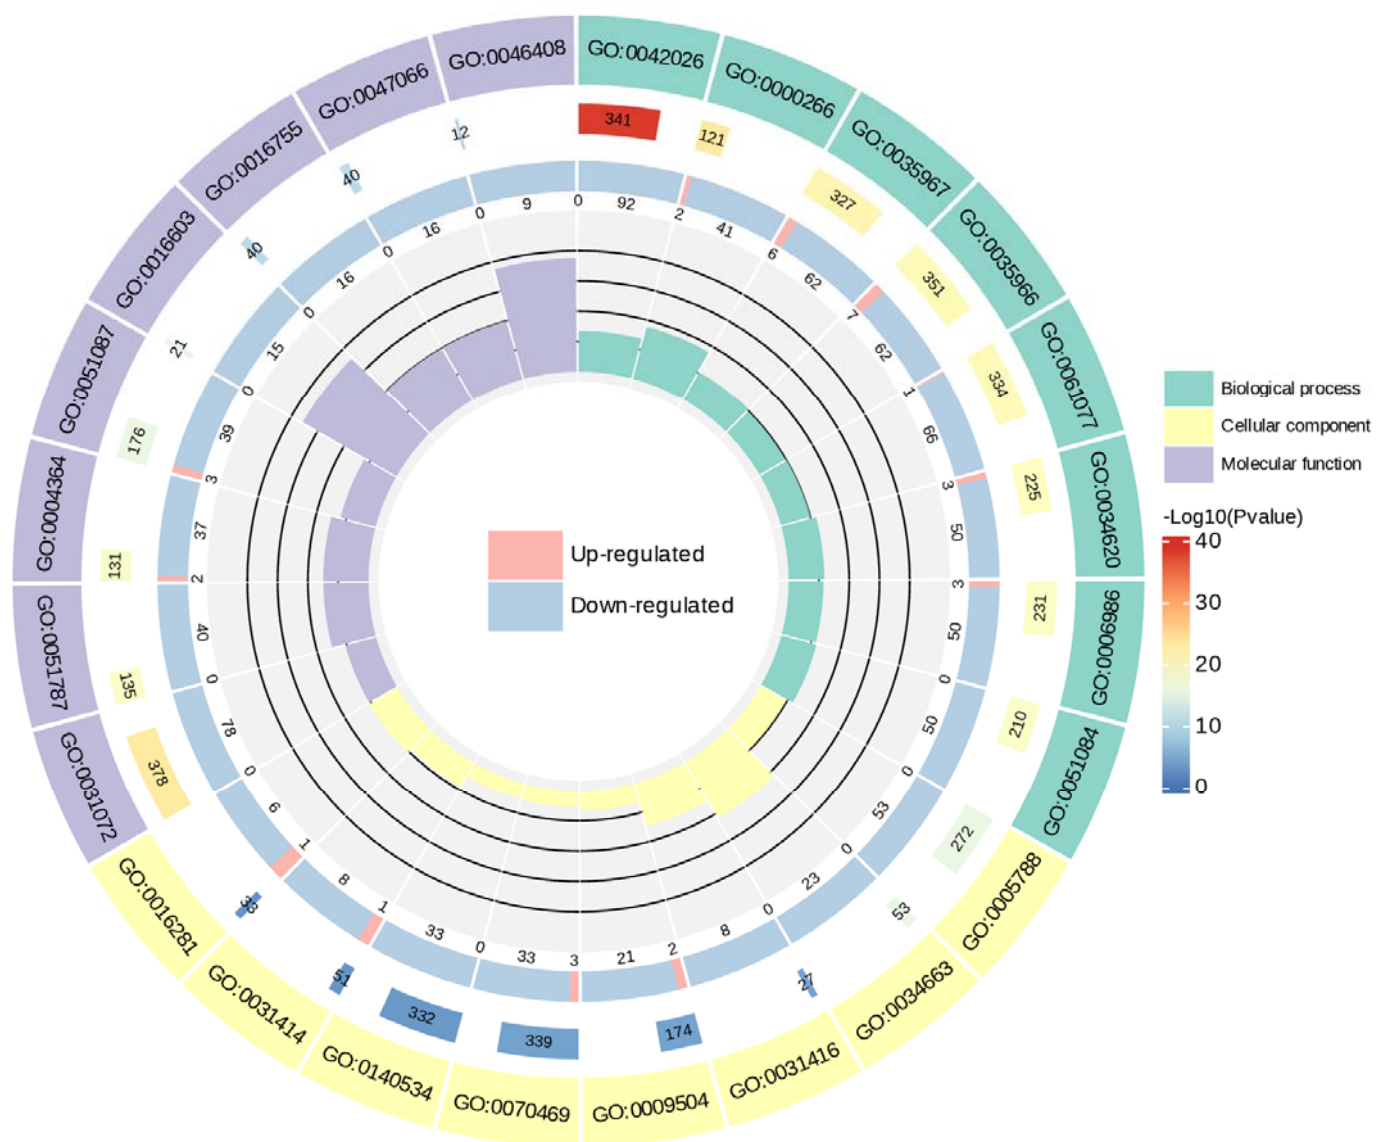 GO:0042026
GO:0000266
GO:0035967
GO:0035966
GO:0061077
GO:0034620
GO:0006986
GO:0051084
GO:0005788
GO:0034663
GO:0031416
GO:0009504
GO:0070469
GO:0140534
GO:0031414
GO:0016281
GO:0031072
GO:0051787
GO:0004364
GO:0051087
GO:0016603
GO:0016755
GO:0047066
GO:0046408
341
121
327
351
334
225
231
210
272
53
27
174
339
332
51
33
378
135
131
176
21
40
40
12
0
92
2
41
6
62
7
62
1
66
3
50
3
50
0
50
0
53
0
23
0
8
2
21
3
33
0
33
1
8
1
6
0
78
0
40
2
37
3
39
0
15
0
16
0
16
0
9
Up-regulated
Down-regulated
Biological process
Cellular component
Molecular function
-Log10(Pvalue)
40
30
20
10
0